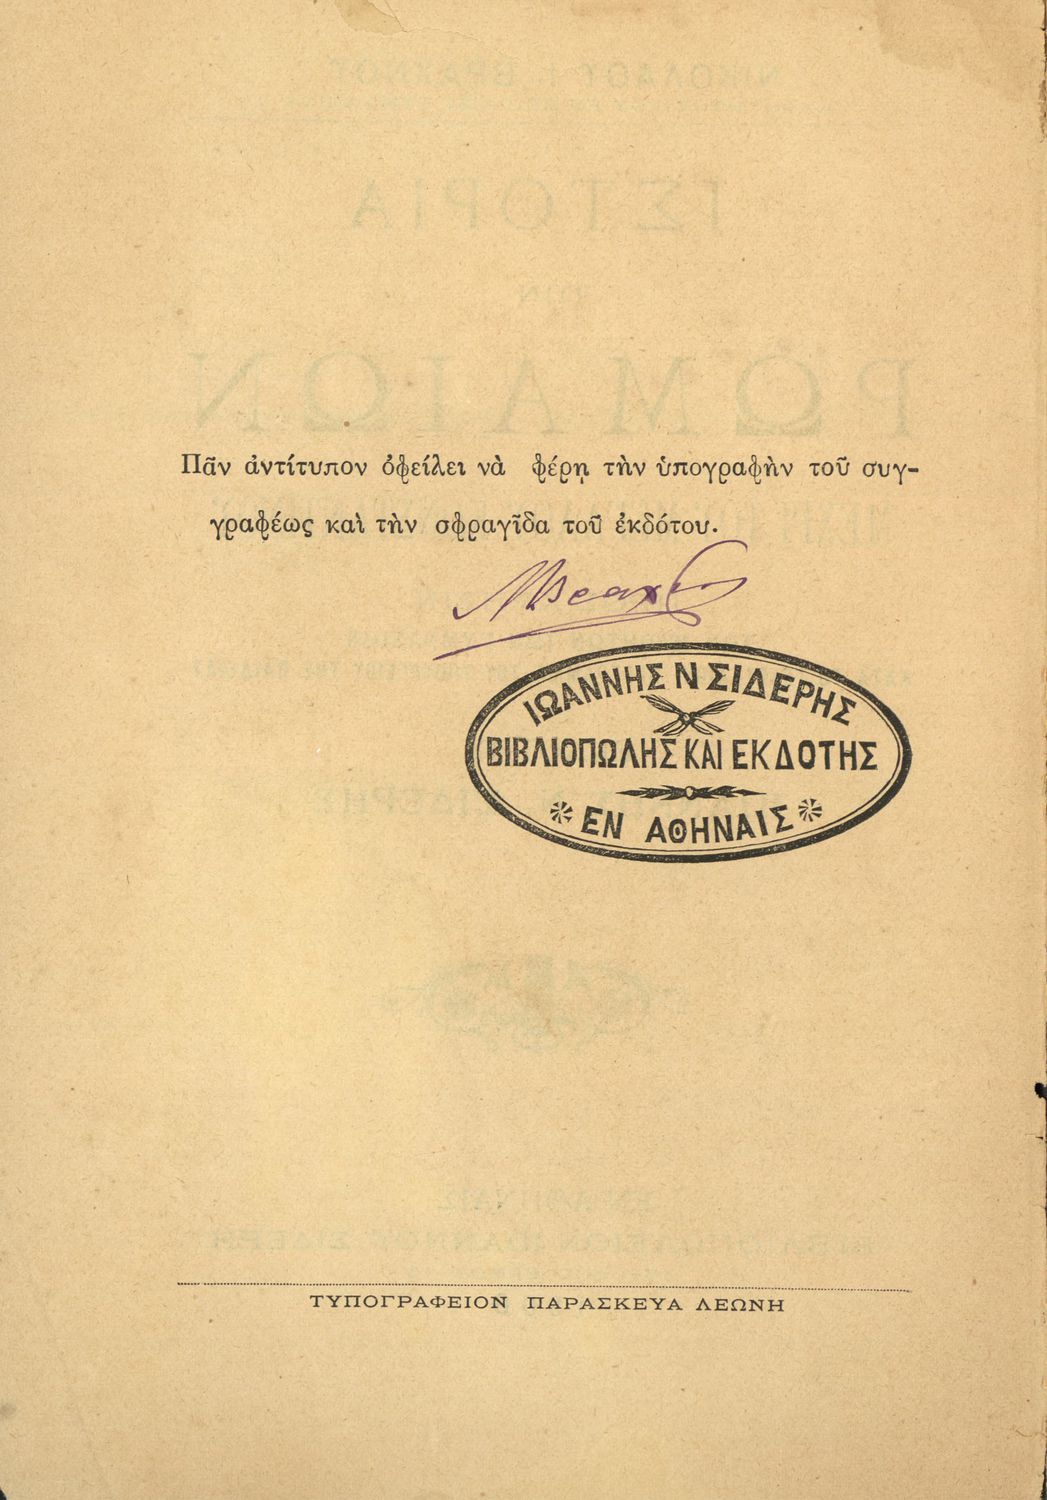 Πᾶν ἀντίτυπον ὀφείλει νὰ φέρῃ τὴν ὑπογραφὴν τοῦ συγ-
γραφέως καὶ τὴν σφραγῖδα τοῦ ἐκδότου.
ΙΩΑΝΝΗΣ Ν ΣΙΔΕΡΗΣ
ΒΙΒΛΙΟΠΩΛΗΣ ΚΑΙ ΕΚΔΟΤΗΣ
ΕΝ ΑΘΗΝΑΙΣ
ΤΥΠΟΓΡΑΦΕΙΟΝ ΠΑΡΑΣΚΕΥΑ ΛΕΩΝΗ